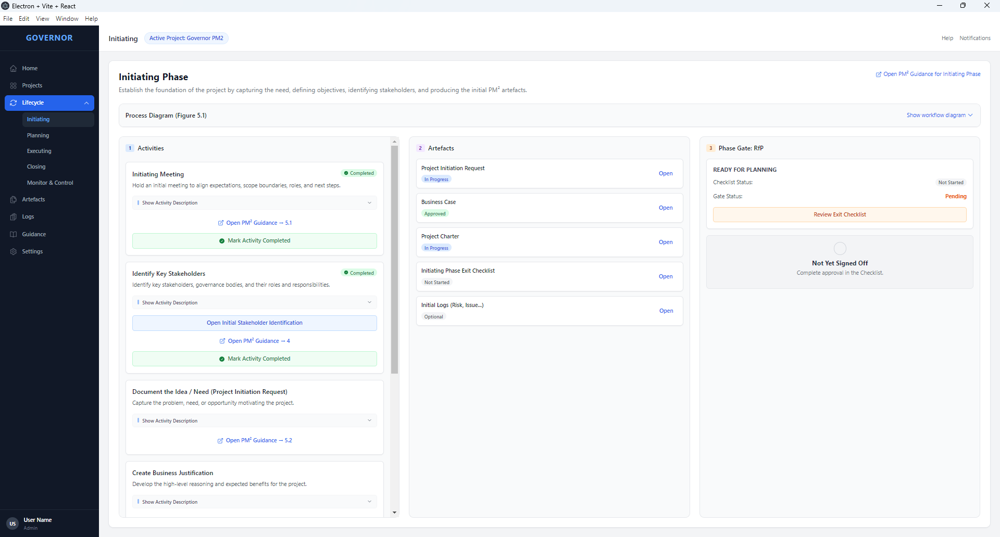 Electron + Vite + React
File Edit View Window Help
GOVERNOR
Home
Projects
Lifecycle
Initiating
Planning
Executing
Closing
Monitor & Control
Artefacts
Logs
Guidance
Settings
US
User Name
Admin
Initiating
Active Project: Governor PM2
Help
Notifications
Initiating Phase
Open PM² Guidance for Initiating Phase
Establish the foundation of the project by capturing the need, defining objectives, identifying stakeholders, and producing the initial PM² artefacts.
Process Diagram (Figure 5.1)
Show workflow diagram
1 Activities
Initiating Meeting
Completed
Hold an initial meeting to align expectations, scope boundaries, roles, and next steps.
Show Activity Description
Open PM² Guidance → 5.1
Mark Activity Completed
Identify Key Stakeholders
Completed
Identify key stakeholders, governance bodies, and their roles and responsibilities.
Show Activity Description
Open Initial Stakeholder Identification
Open PM² Guidance → 4
Mark Activity Completed
Document the Idea / Need (Project Initiation Request)
Capture the problem, need, or opportunity motivating the project.
Show Activity Description
Open PM² Guidance → 5.2
Create Business Justification
Develop the high-level reasoning and expected benefits for the project.
Show Activity Description
2 Artefacts
Project Initiation Request
In Progress
Open
Business Case
Approved
Open
Project Charter
In Progress
Open
Initiating Phase Exit Checklist
Not Started
Open
Initial Logs (Risk, Issue...)
Optional
Open
3 Phase Gate: RfP
READY FOR PLANNING
Checklist Status:
Not Started
Gate Status:
Pending
Review Exit Checklist
Not Yet Signed Off
Complete approval in the Checklist.